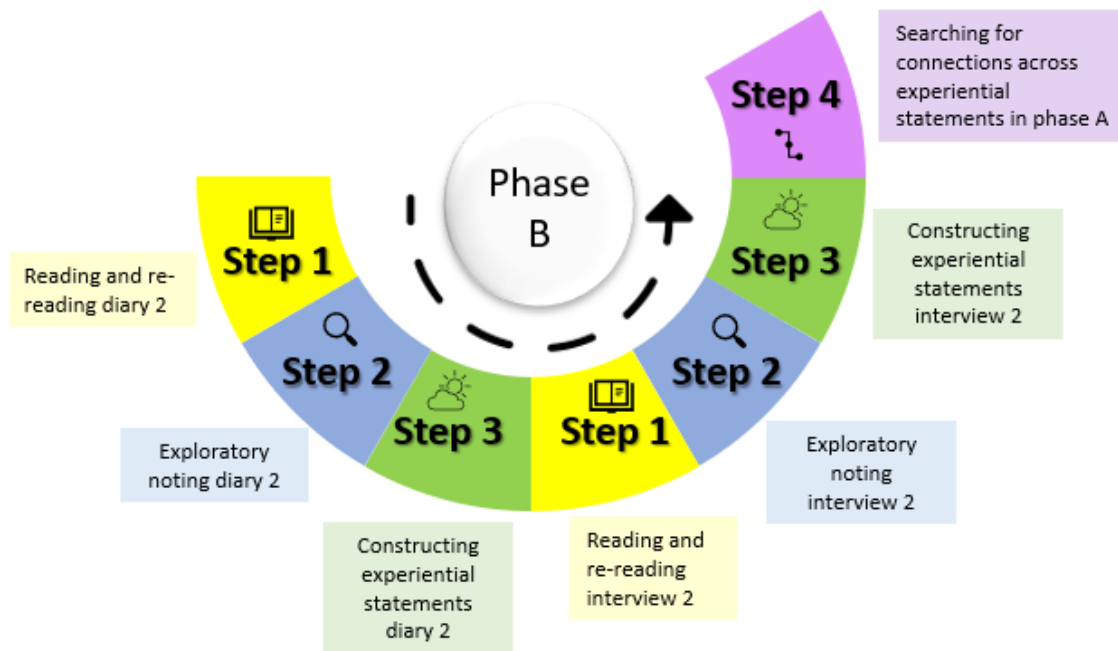 Phase
B
Step 1
Reading and re-
reading diary 2
Step 2
Exploratory
noting diary 2
Step 3
Constructing
experiential
statements
diary 2
Step 1
Reading and
re-reading
interview 2
Step 2
Exploratory
noting
interview 2
Step 3
Constructing
experiential
statements
interview 2
Step 4
Searching for
connections across
experiential
statements in phase A